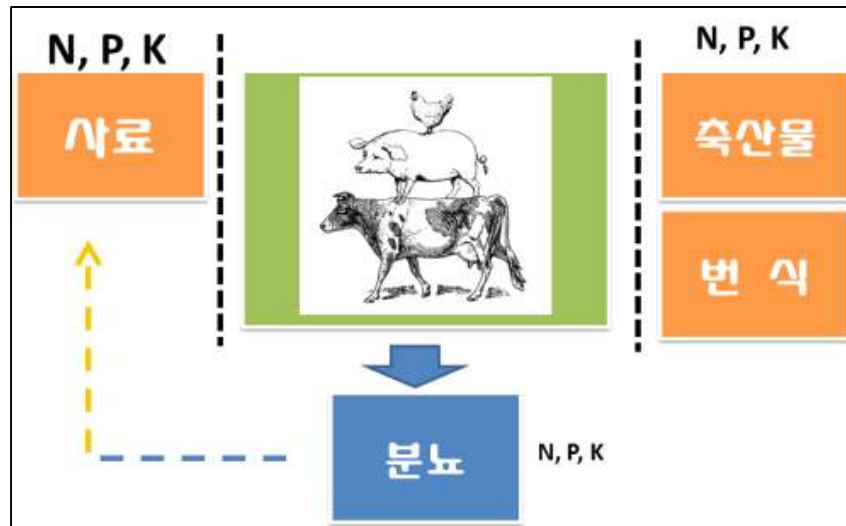 N, P, K
사료
N, P, K
축산물
번 식
분뇨
N, P, K